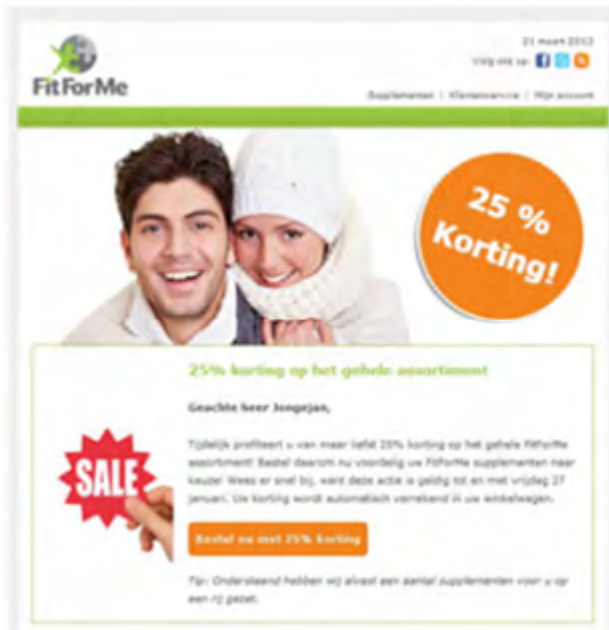 21 maart 2012
Volg ons op:
FitForMe
Supplementen | Klantenservice | Mijn account
25 %
Korting!
25% korting op het gehele assortiment
Geachte heer Jongejan,
Tijdelijk profiteert u van maar liefst 25% korting op het gehele FitForMe
assortiment! Bestel daarom nu voordelig uw FitForMe supplementen naar
keuze! Wees er snel bij, want deze actie is geldig tot en met vrijdag 27
januari. Uw korting wordt automatisch verrekend in uw winkelwagen.
SALE
Bestel nu met 25% korting
Tip: Onderstaand hebben wij alvast een aantal supplementen voor u op
een rij gezet.